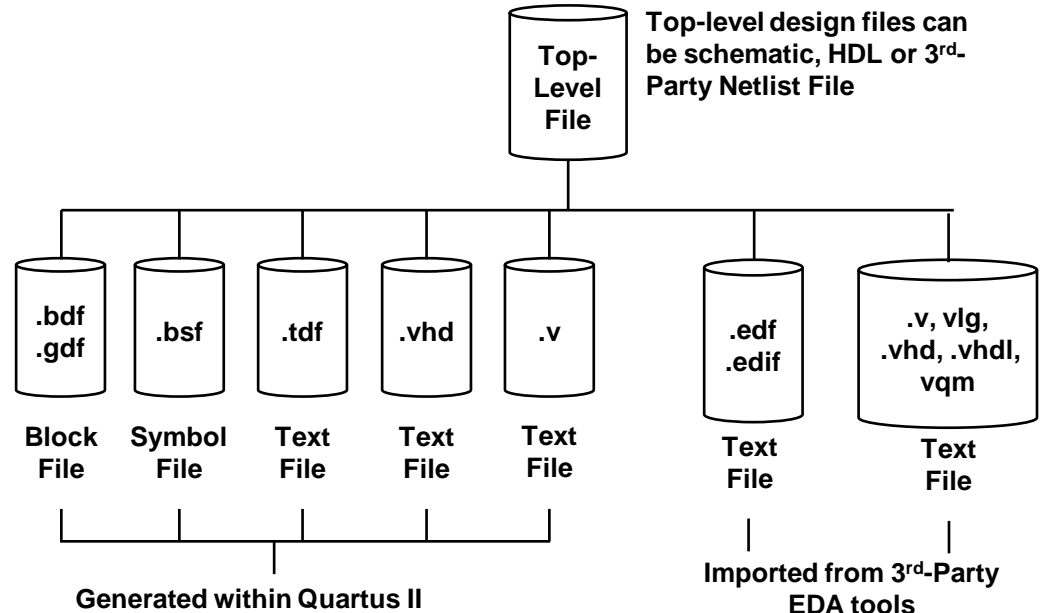 Top-
Level
File
Top-level design files can
be schematic, HDL or 3rd-
Party Netlist File
.bdf
.gdf
.bsf
.tdf
.vhd
.v
.edf
.edif
.v, vlg,
.vhd, .vhdl,
vqm
Block
File
Symbol
File
Text
File
Text
File
Text
File
Text
File
Text
File
Generated within Quartus II
Imported from 3rd-Party
EDA tools